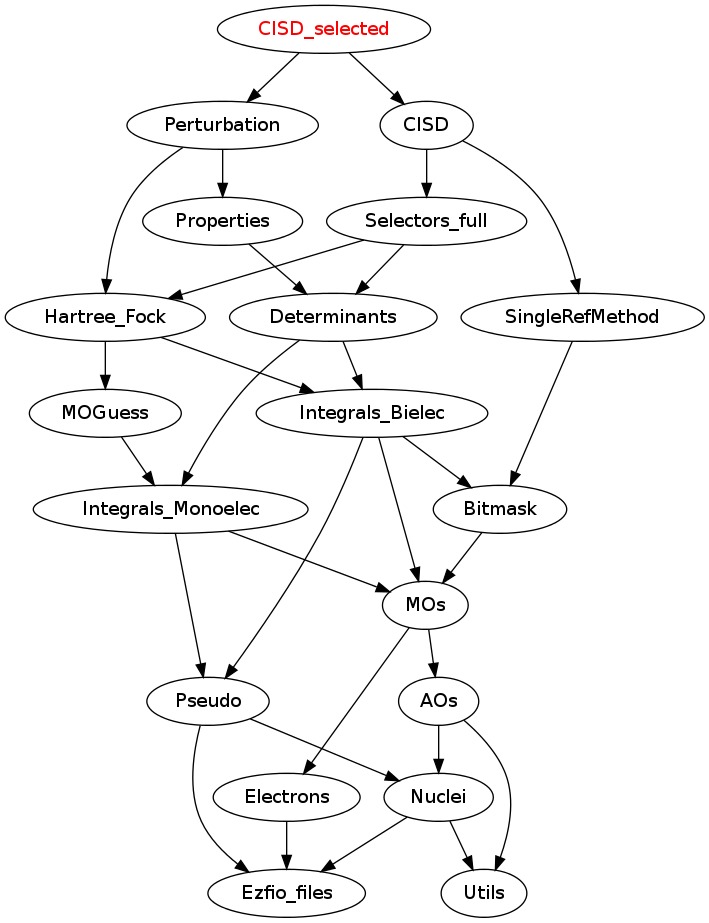 CISD_selected
Perturbation
CISD
Properties
Selectors_full
Hartree_Fock
Determinants
SingleRefMethod
MOGuess
Integrals_Bielec
Integrals_Monoelec
Bitmask
MOs
Pseudo
AOs
Electrons
Nuclei
Ezfio_files
Utils